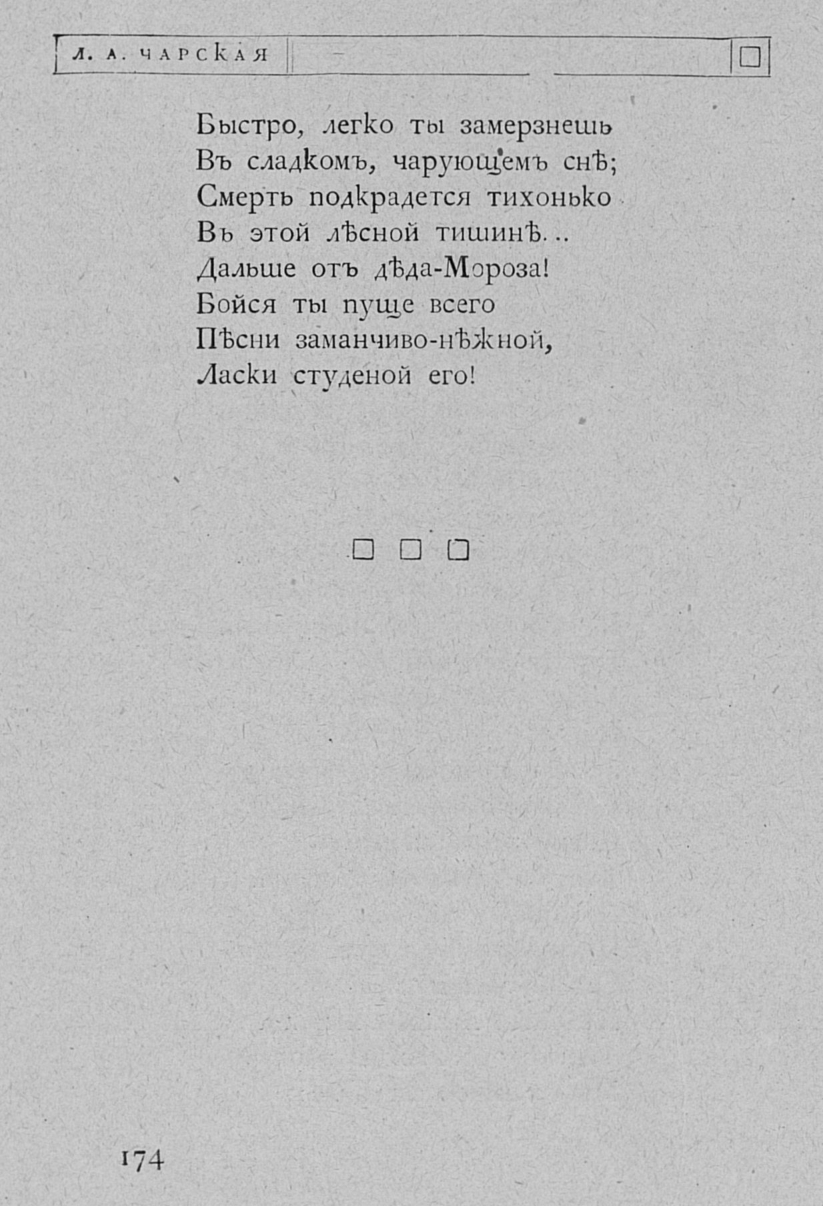 Л. А. ЧАРСКАЯ
Быстро, легко ты замерзнешь
Въ сладкомъ, чарующемъ снѣ;
Смерть подкрадется тихонько
Въ этой лѣсной тишинѣ...
Дальше отъ дѣда-Мороза!
Бойся ты пуще всего
Пѣсни заманчиво-нѣжной,
Ласки студеной его!
174